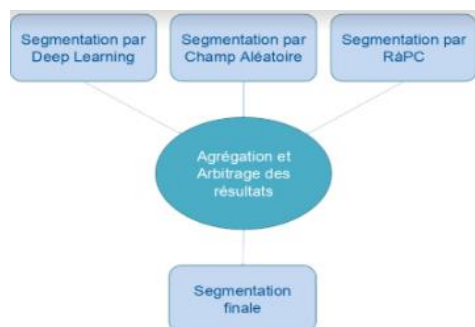 Segmentation par
Deep Learning
Segmentation par
Champ Aléatoire
Segmentation par
RàPC
Agrégation et
Arbitrage des
résultats
Segmentation
finale